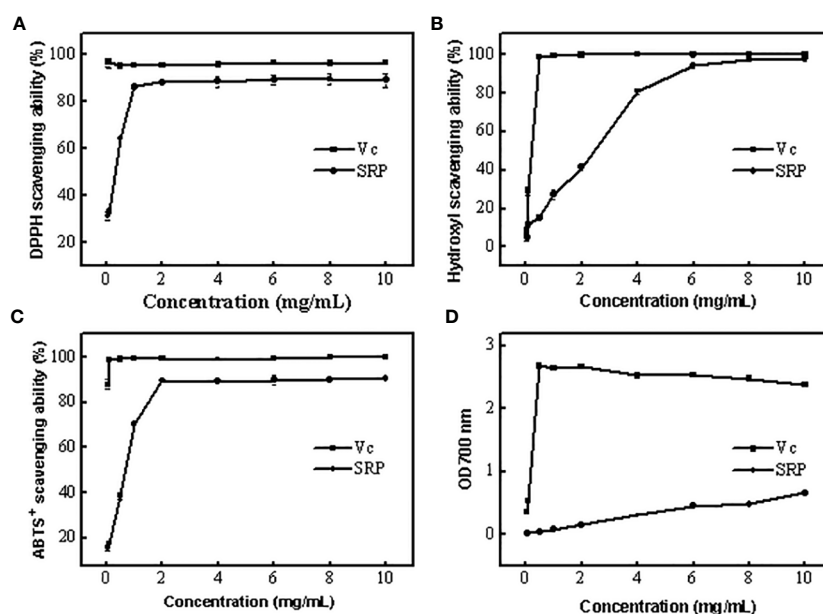 A
DPPH scavenging ability (%)
100
80
60
40
20
Vc
SRP
0 2 4 6 8 10
Concentration (mg/mL)
B
Hydroxyl scavenging ability (%)
100
80
60
40
20
0
Vc
SRP
0 2 4 6 8 10
Concentration (mg/mL)
C
ABTS+ scavenging ability (%)
100
80
60
40
20
Vc
SRP
0 2 4 6 8 10
Concentration (mg/mL)
D
OD700 nm
3
2
1
0
Vc
SRP
0 2 4 6 8 10
Concentration (mg/mL)